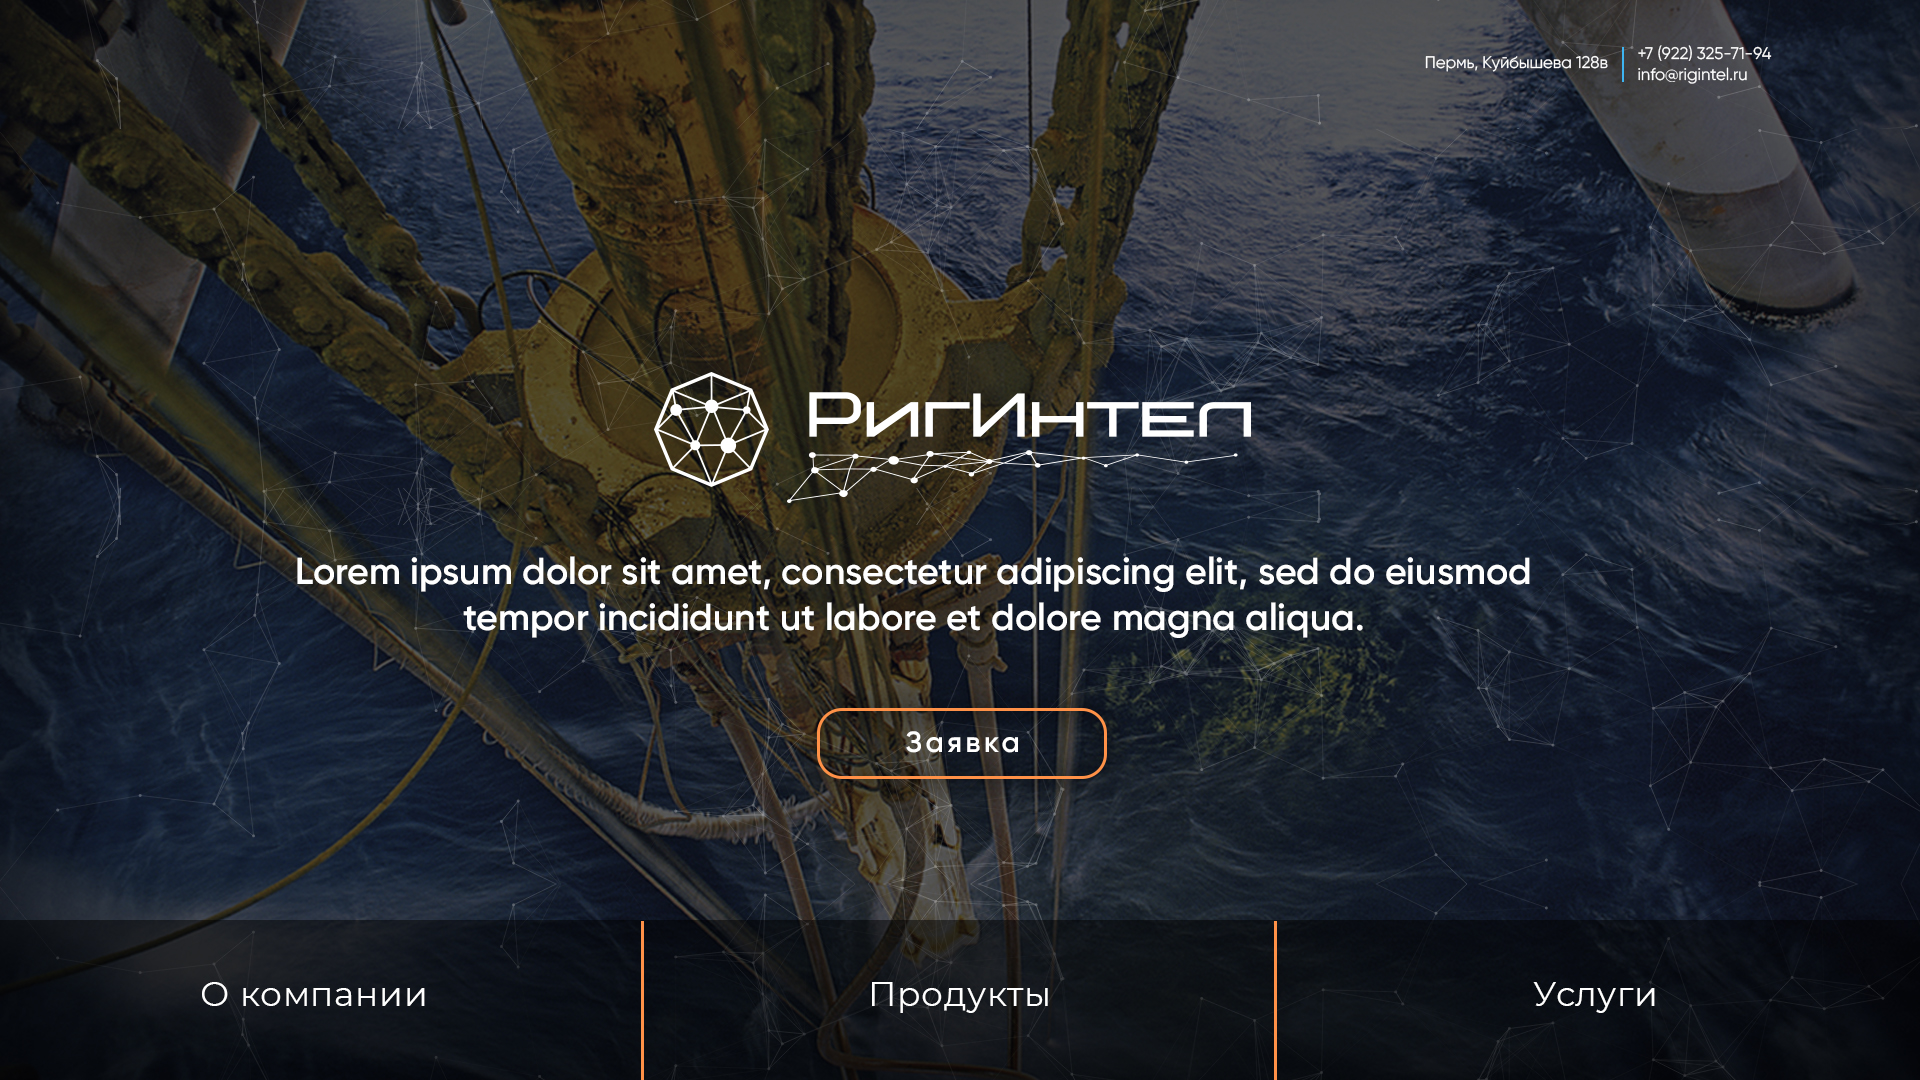 Пермь, Куйбышева 128в
+7 (922) 325-71-94
info@rigintel.ru
РигИнтел
Lorem ipsum dolor sit amet, consectetur adipiscing elit, sed do eiusmod
tempor incididunt ut labore et dolore magna aliqua.
Заявка
О компании
Продукты
Услуги